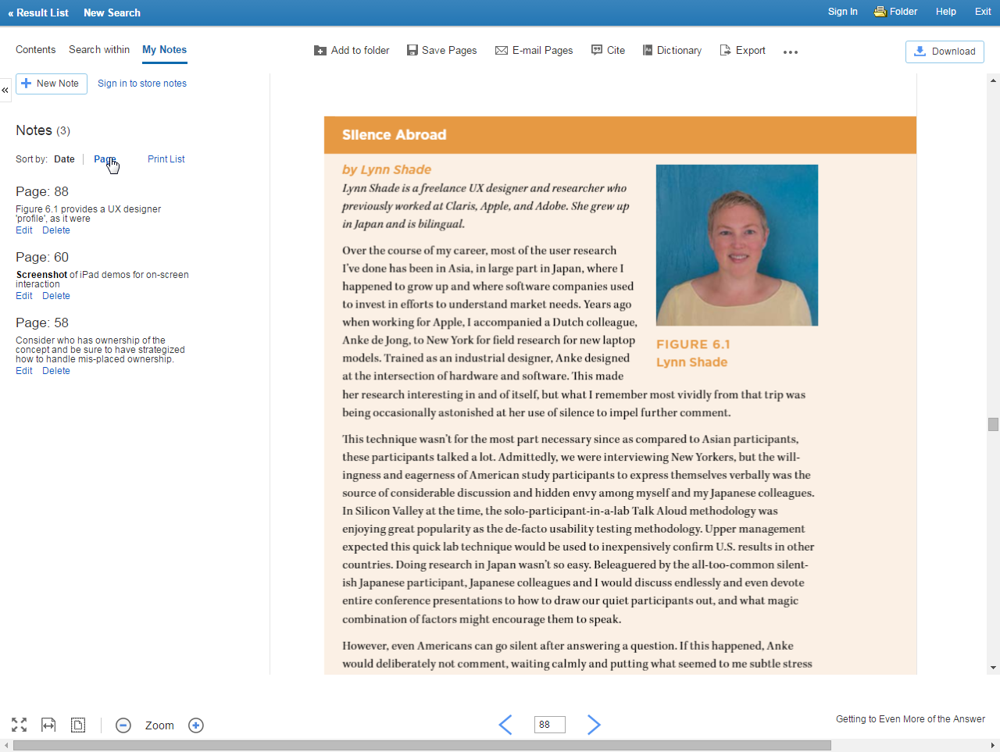 « Result List New Search Sign In Folder Help Exit
Contents Search within My Notes Add to folder Save Pages E-mail Pages Cite Dictionary Export ... Download
« New Note Sign in to store notes
Notes (3)
Sort by: Date | Page Print List
Page: 88
Figure 6.1 provides a UX designer
'profile', as it were
Edit Delete
Page: 60
Screenshot of iPad demos for on-screen
interaction
Edit Delete
Page: 58
Consider who has ownership of the
concept and be sure to have strategized
how to handle mis-placed ownership.
Edit Delete
Silence Abroad
by Lynn Shade
Lynn Shade is a freelance UX designer and researcher who
previously worked at Claris, Apple, and Adobe. She grew up
in Japan and is bilingual.
Over the course of my career, most of the user research
I've done has been in Asia, in large part in Japan, where I
happened to grow up and where software companies used
to invest in efforts to understand market needs. Years ago
when working for Apple, I accompanied a Dutch colleague,
Anke de Jong, to New York for field research for new laptop
models. Trained as an industrial designer, Anke designed
at the intersection of hardware and software. This made
her research interesting in and of itself, but what I remember most vividly from that trip was
being occasionally astonished at her use of silence to impel further comment.
FIGURE 6.1
Lynn Shade
This technique wasn't for the most part necessary since as compared to Asian participants,
these participants talked a lot. Admittedly, we were interviewing New Yorkers, but the will-
ingness and eagerness of American study participants to express themselves verbally was the
source of considerable discussion and hidden envy among myself and my Japanese colleagues.
In Silicon Valley at the time, the solo-participant-in-a-lab Talk Aloud methodology was
enjoying great popularity as the de-facto usability testing methodology. Upper management
expected this quick lab technique would be used to inexpensively confirm U.S. results in other
countries. Doing research in Japan wasn't so easy. Beleaguered by the all-too-common silent-
ish Japanese participant, Japanese colleagues and I would discuss endlessly and even devote
entire conference presentations to how to draw our quiet participants out, and what magic
combination of factors might encourage them to speak.
However, even Americans can go silent after answering a question. If this happened, Anke
would deliberately not comment, waiting calmly and putting what seemed to me subtle stress
Zoom 88 Getting to Even More of the Answer